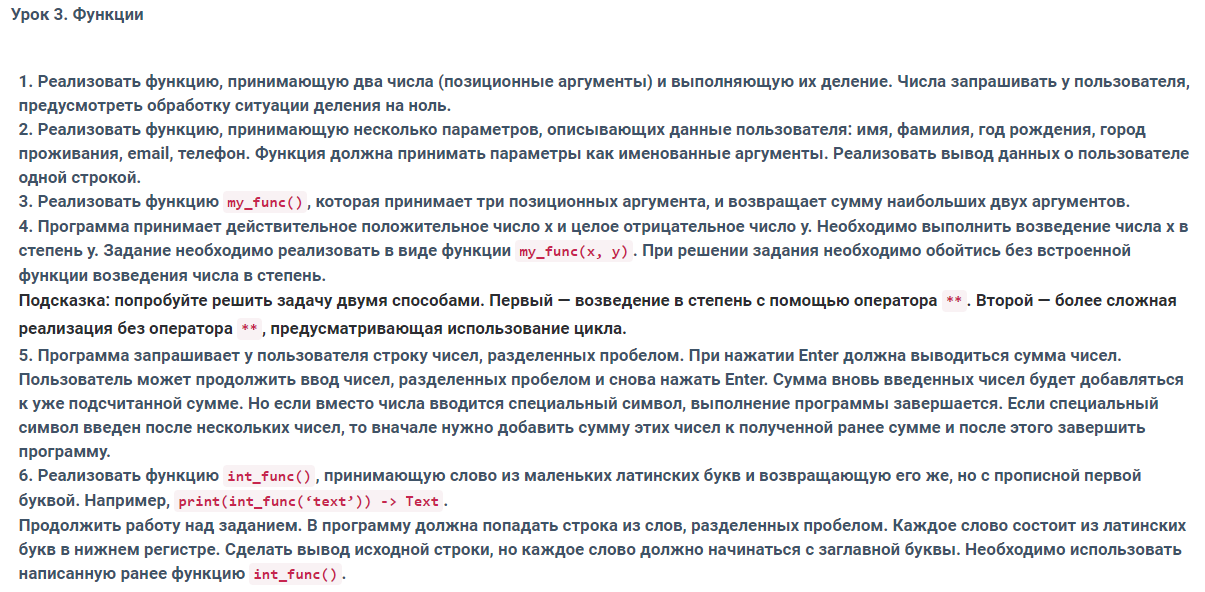 Урок 3. Функции
1. Реализовать функцию, принимающую два числа (позиционные аргументы) и выполняющую их деление. Числа запрашивать у пользователя,
предусмотреть обработку ситуации деления на ноль.
2. Реализовать функцию, принимающую несколько параметров, описывающих данные пользователя: имя, фамилия, год рождения, город
проживания, email, телефон. Функция должна принимать параметры как именованные аргументы. Реализовать вывод данных о пользователе
одной строкой.
3. Реализовать функцию my_func(), которая принимает три позиционных аргумента, и возвращает сумму наибольших двух аргументов.
4. Программа принимает действительное положительное число x и целое отрицательное число y. Необходимо выполнить возведение числа x в
степень y. Задание необходимо реализовать в виде функции my_func(x, y). При решении задания необходимо обойтись без встроенной
функции возведения числа в степень.
Подсказка: попробуйте решить задачу двумя способами. Первый — возведение в степень с помощью оператора **. Второй — более сложная
реализация без оператора **, предусматривающая использование цикла.
5. Программа запрашивает у пользователя строку чисел, разделенных пробелом. При нажатии Enter должна выводиться сумма чисел.
Пользователь может продолжить ввод чисел, разделенных пробелом и снова нажать Enter. Сумма вновь введенных чисел будет добавляться
к уже подсчитанной сумме. Но если вместо числа вводится специальный символ, выполнение программы завершается. Если специальный
символ введен после нескольких чисел, то вначале нужно добавить сумму этих чисел к полученной ранее сумме и после этого завершить
программу.
6. Реализовать функцию int_func(), принимающую слово из маленьких латинских букв и возвращающую его же, но с прописной первой
буквой. Например, print(int_func(‘text’)) -> Text.
Продолжить работу над заданием. В программу должна попадать строка из слов, разделенных пробелом. Каждое слово состоит из латинских
букв в нижнем регистре. Сделать вывод исходной строки, но каждое слово должно начинаться с заглавной буквы. Необходимо использовать
написанную ранее функцию int_func().